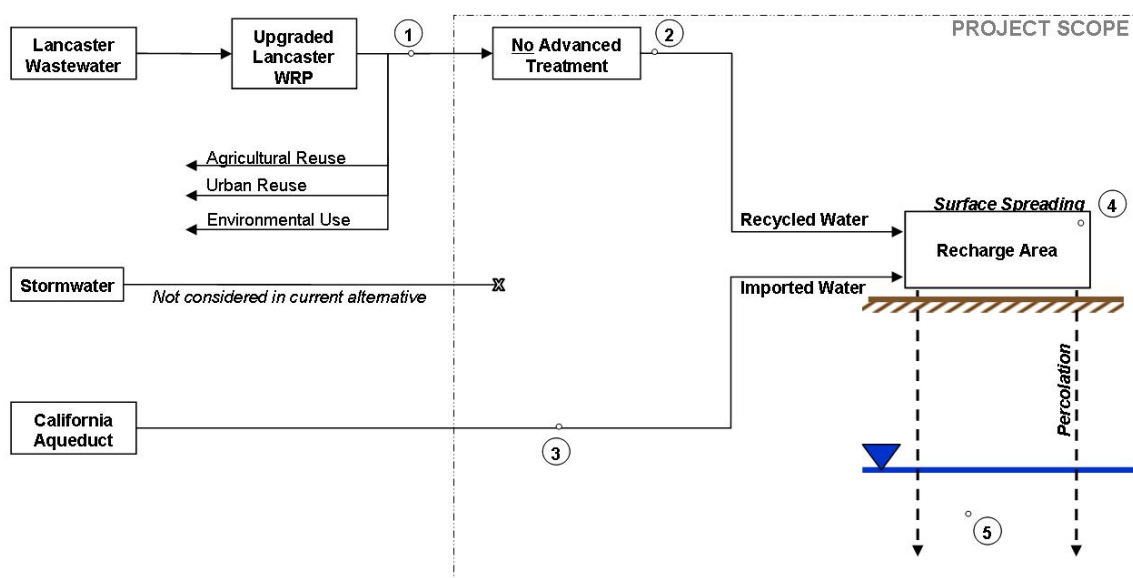 PROJECT SCOPE
Lancaster
Wastewater
Upgraded
Lancaster
WRP
1
No Advanced
Treatment
2
Agricultural Reuse
Urban Reuse
Environmental Use
Surface Spreading
4
Recycled Water
Recharge Area
Stormwater
Not considered in current alternative
X
Imported Water
Percolation
California
Aqueduct
3
5